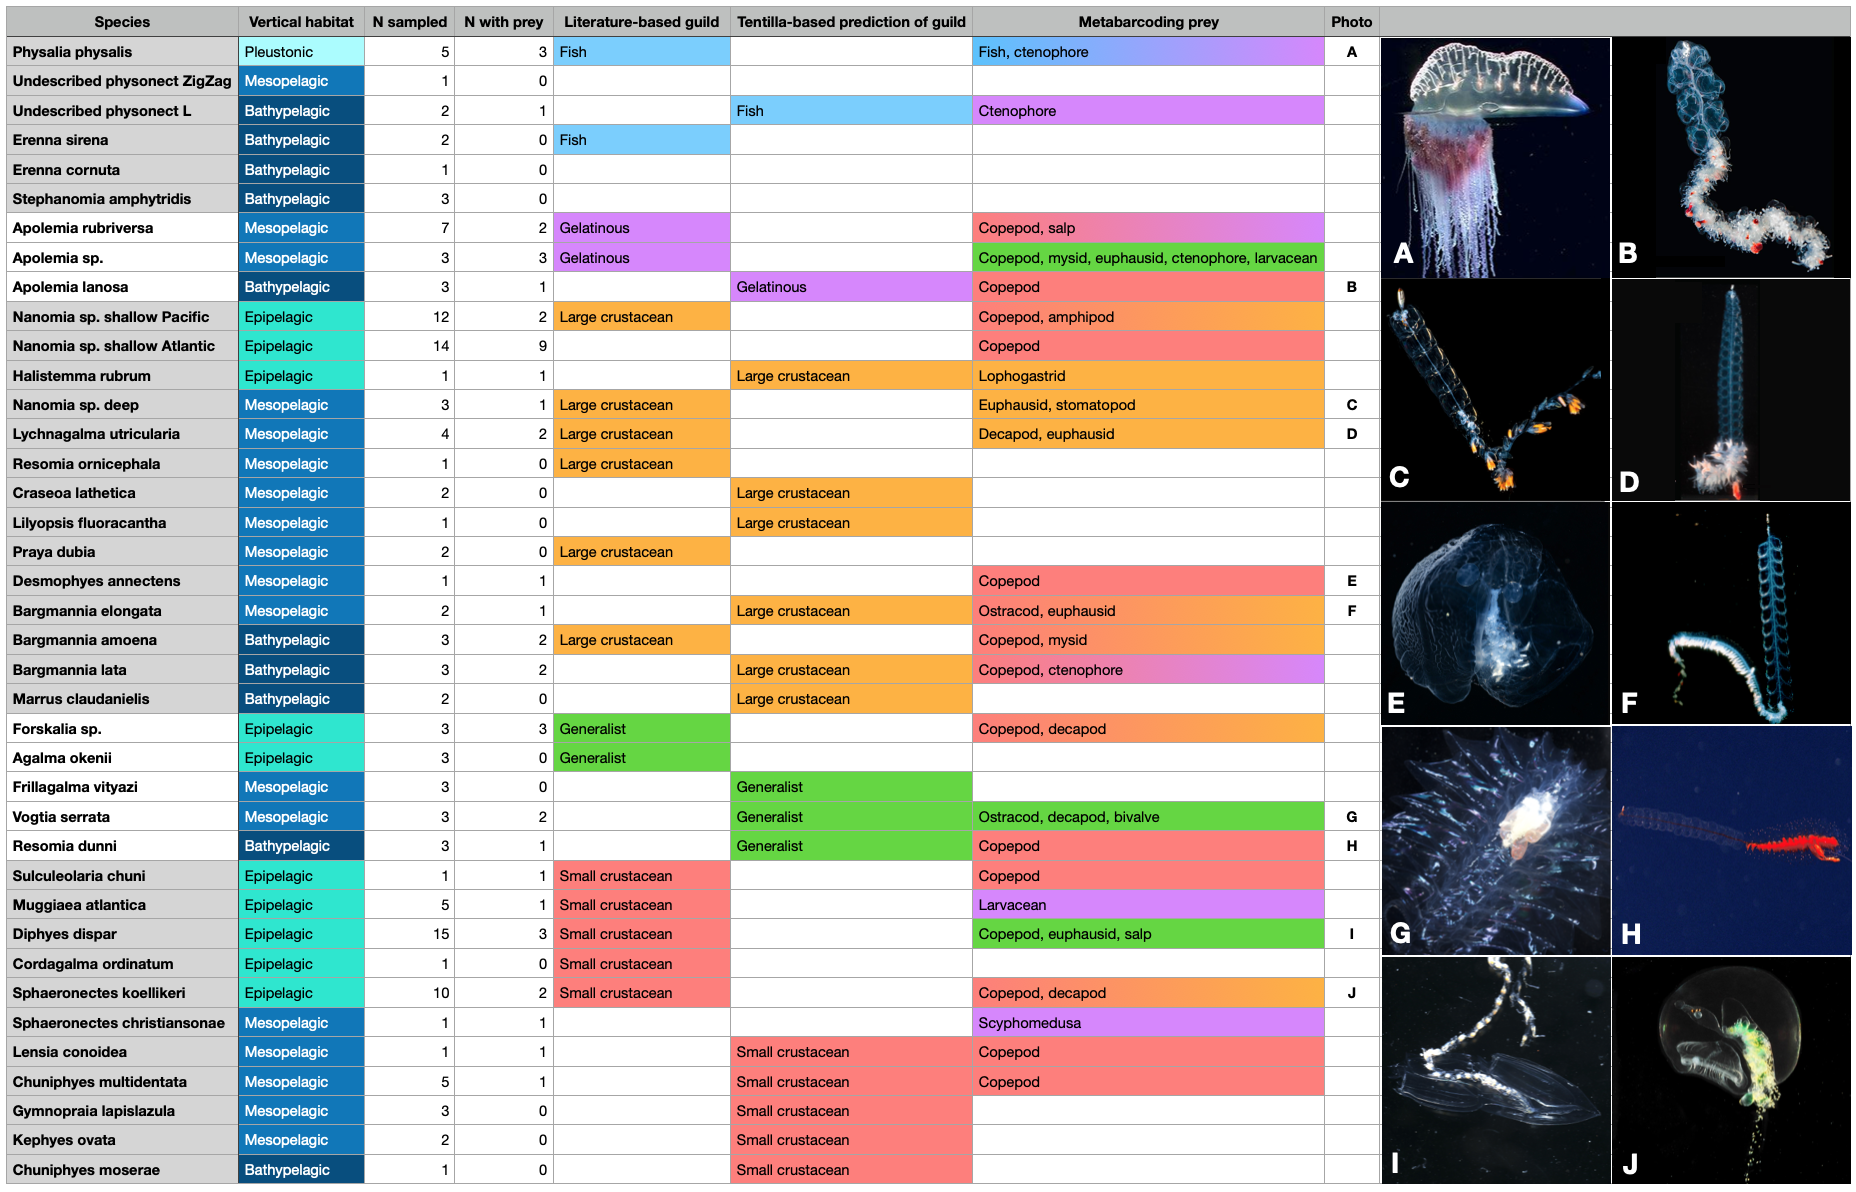 Species Vertical habitat N sampled N with prey Literature-based guild Tentilla-based prediction of guild Metabarcoding prey Photo
Physalia physalis Pleustonic 5 3 Fish Fish, ctenophore A
Undescribed physonect ZigZag Mesopelagic 1 0
Undescribed physonect L Bathypelagic 2 1 Fish Ctenophore
Erenna sirena Bathypelagic 2 0 Fish
Erenna cornuta Bathypelagic 1 0
Stephanomia amphytridis Bathypelagic 3 0
Apolemia rubriversa Mesopelagic 7 2 Gelatinous Copepod, salp
Apolemia sp. Mesopelagic 3 3 Gelatinous Copepod, mysid, euphausid, ctenophore, larvacean
Apolemia lanosa Bathypelagic 3 1 Gelatinous Copepod B
Nanomia sp. shallow Pacific Epipelagic 12 2 Large crustacean Copepod, amphipod
Nanomia sp. shallow Atlantic Epipelagic 14 9 Copepod
Halistemma rubrum Epipelagic 1 1 Large crustacean Lophogastrid
Nanomia sp. deep Mesopelagic 3 1 Large crustacean Euphausid, stomatopod C
Lychnagalma utricularia Mesopelagic 4 2 Large crustacean Decapod, euphausid D
Resomia ornicephala Mesopelagic 1 0 Large crustacean
Craseoa lathetica Mesopelagic 2 0 Large crustacean
Lilyopsis fluoracantha Mesopelagic 1 0 Large crustacean
Praya dubia Mesopelagic 2 0 Large crustacean
Desmophyes annectens Mesopelagic 1 1 Copepod E
Bargmannia elongata Mesopelagic 2 1 Large crustacean Ostracod, euphausid F
Bargmannia amoena Bathypelagic 3 2 Large crustacean Copepod, mysid
Bargmannia lata Bathypelagic 3 2 Large crustacean Copepod, ctenophore
Marrus claudanielis Bathypelagic 2 0 Large crustacean
Forskalia sp. Epipelagic 3 3 Generalist Copepod, decapod
Agalma okenii Epipelagic 3 0 Generalist
Frillagalma vityazi Mesopelagic 3 0 Generalist
Vogtia serrata Mesopelagic 3 2 Generalist Ostracod, decapod, bivalve G
Resomia dunni Bathypelagic 3 1 Generalist Copepod H
Sulculeolaria chuni Epipelagic 1 1 Small crustacean Copepod
Muggiaea atlantica Epipelagic 5 1 Small crustacean Larvacean
Diphyes dispar Epipelagic 15 3 Small crustacean Copepod, euphausid, salp I
Cordagalma ordinatum Epipelagic 1 0 Small crustacean
Sphaeronectes koellikeri Epipelagic 10 2 Small crustacean Copepod, decapod J
Sphaeronectes christiansonae Mesopelagic 1 1 Scyphomedusa
Lensia conoidea Mesopelagic 1 1 Small crustacean Copepod
Chuniphyes multidentata Mesopelagic 5 1 Small crustacean Copepod
Gymnopraia lapislazula Mesopelagic 3 0 Small crustacean
Kephyes ovata Mesopelagic 2 0 Small crustacean
Chuniphyes moserae Bathypelagic 1 0 Small crustacean
A B
C D
E F
G H
I J